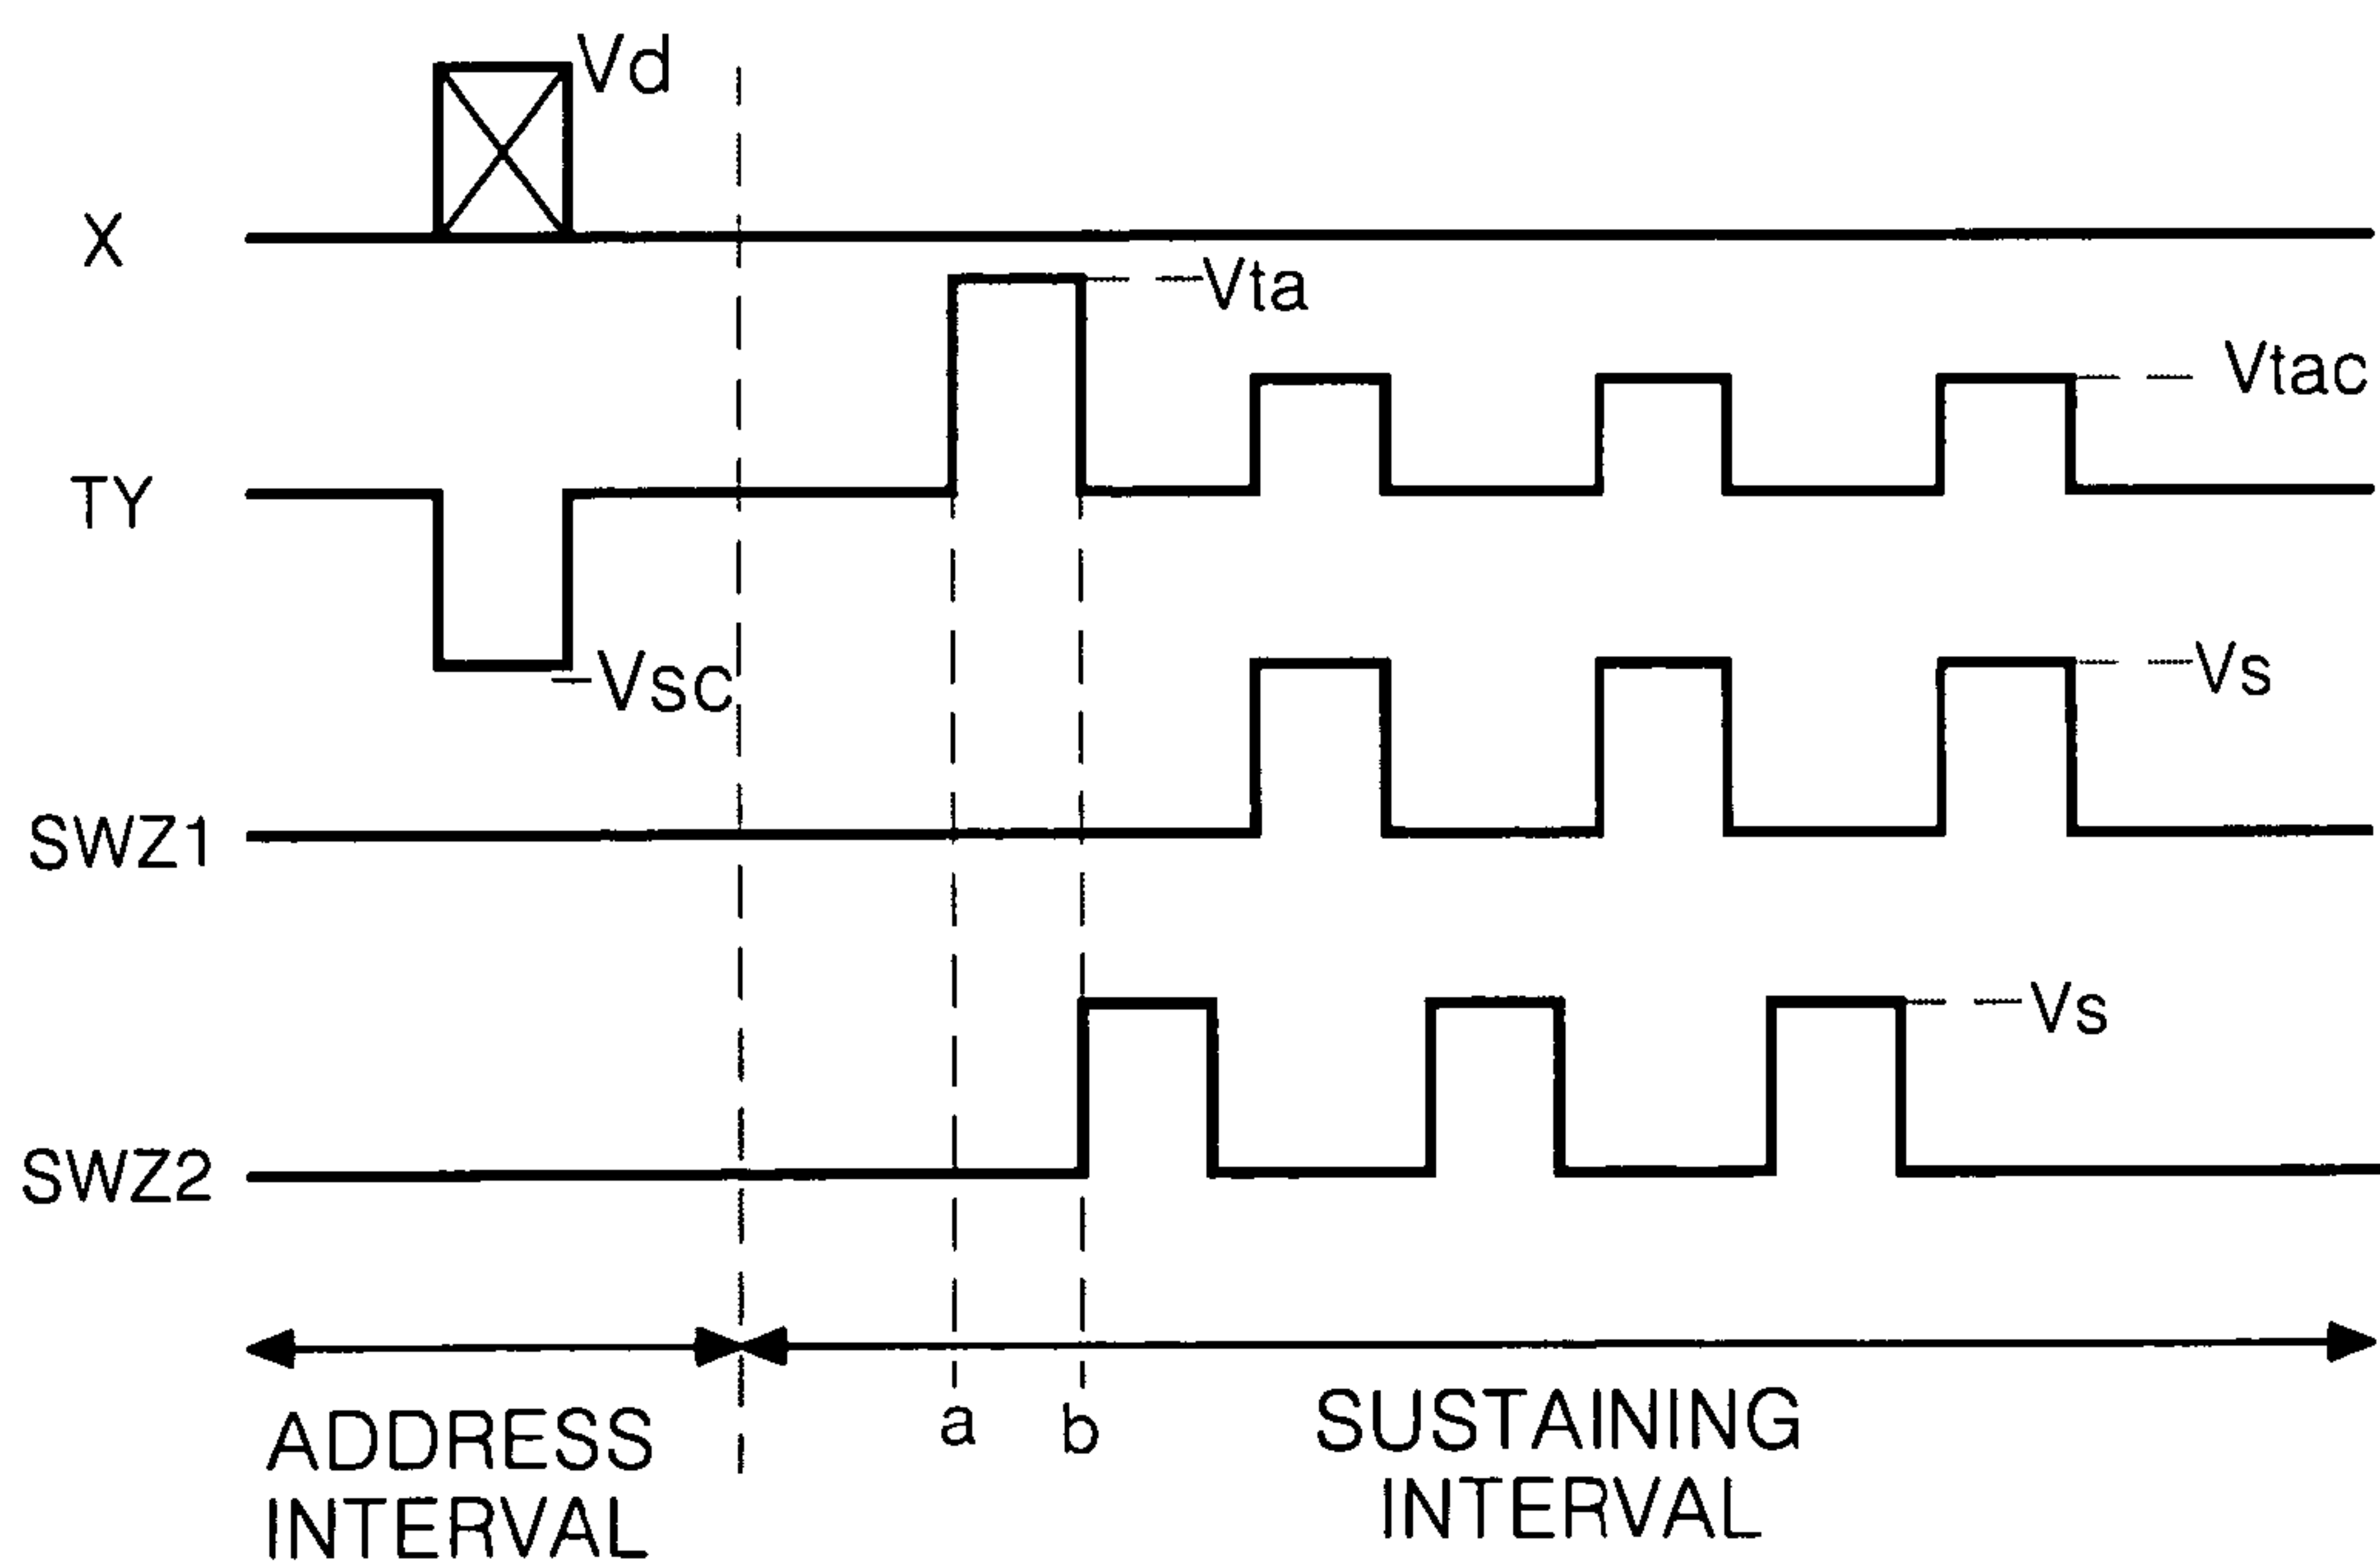 Vd
X
Vta
Vtac
TY
-Vsc
Vs
SWZ1
Vs
SWZ2
a
b
ADDRESS
INTERVAL
SUSTAINING
INTERVAL